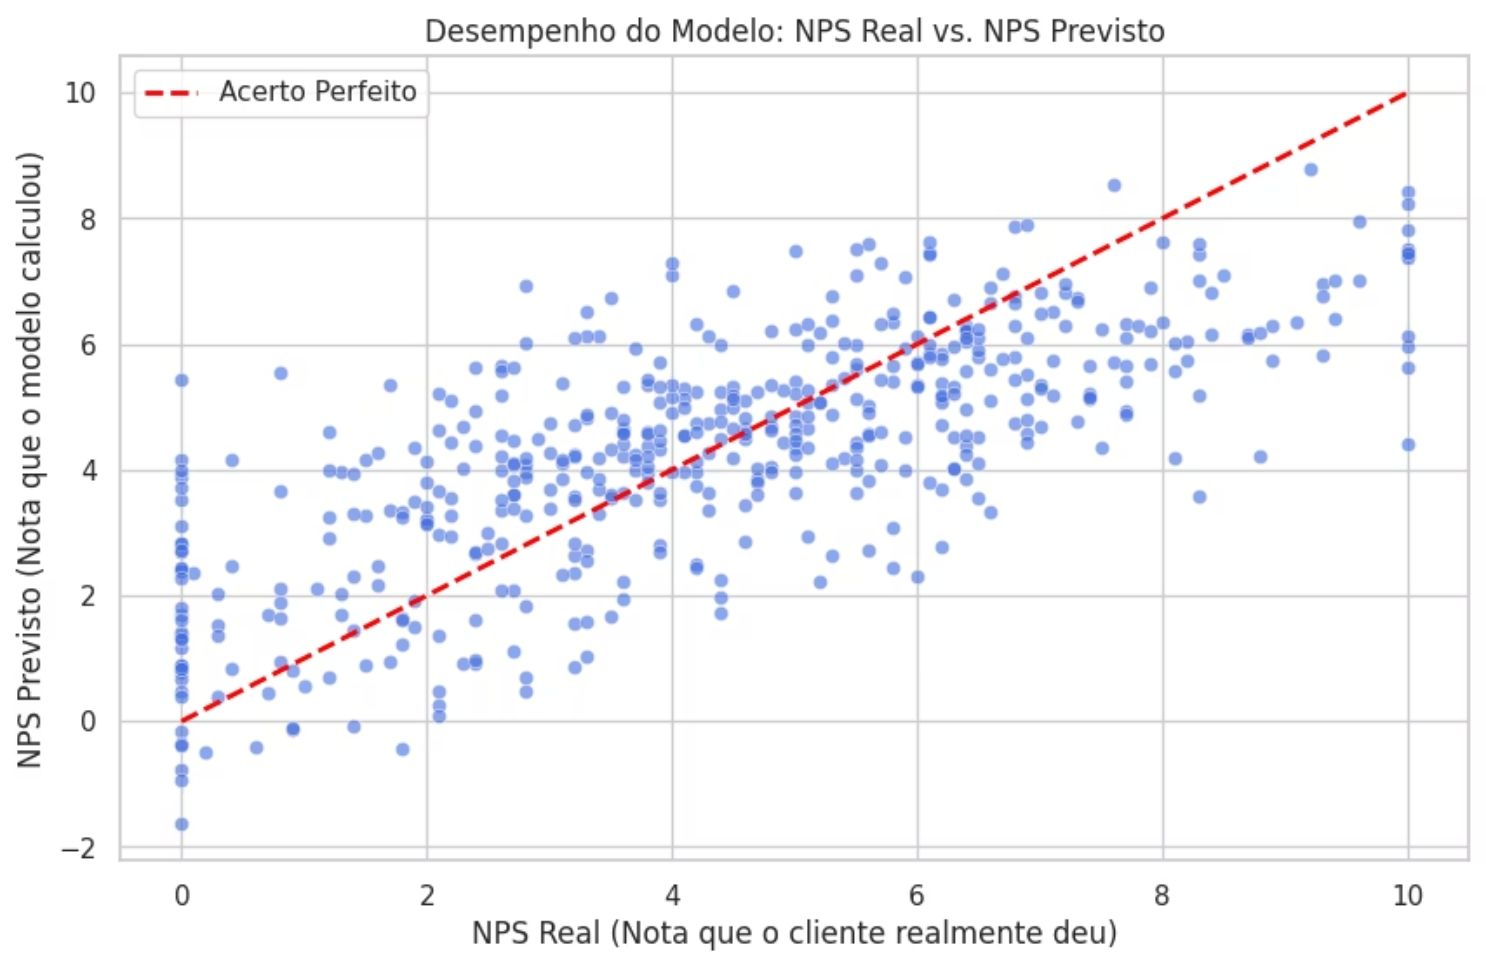 Desempenho do Modelo: NPS Real vs. NPS Previsto
Acerto Perfeito
NPS Previsto (Nota que o modelo calculou)
10
8
6
4
2
0
−2
0 2 4 6 8 10
NPS Real (Nota que o cliente realmente deu)